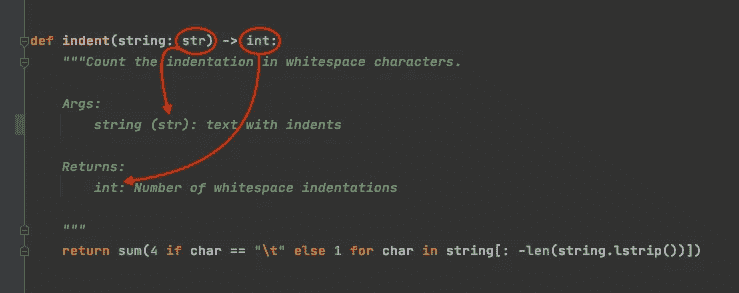 def indent(string: str) -> int:
"""Count the indentation in whitespace characters.
Args:
string (str): text with indents
Returns:
int: Number of whitespace indentations
"""
return sum(4 if char == "\t" else 1 for char in string[: -len(string.lstrip())])